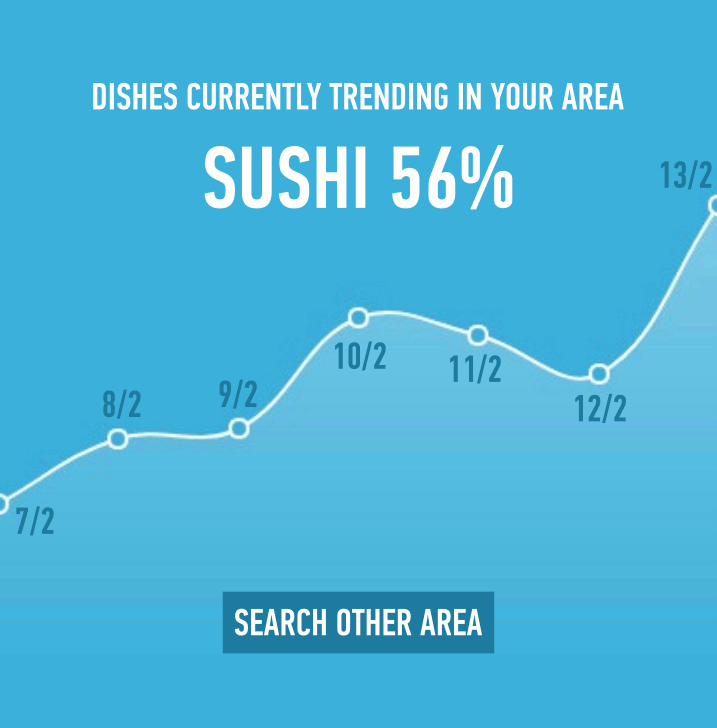 DISHES CURRENTLY TRENDING IN YOUR AREA
SUSHI 56%
13/2
10/2
11/2
9/2
8/2
12/2
7/2
SEARCH OTHER AREA